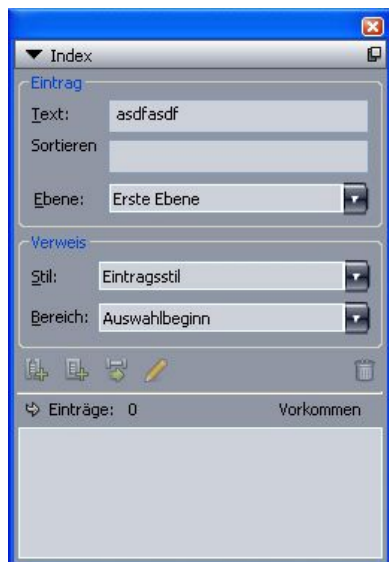 Index
Eintrag
Text: asdfasdf
Sortieren
Ebene: Erste Ebene
Verweis
Stil: Eintragsstil
Bereich: Auswahlbeginn
Einträge: 0 Vorkommen